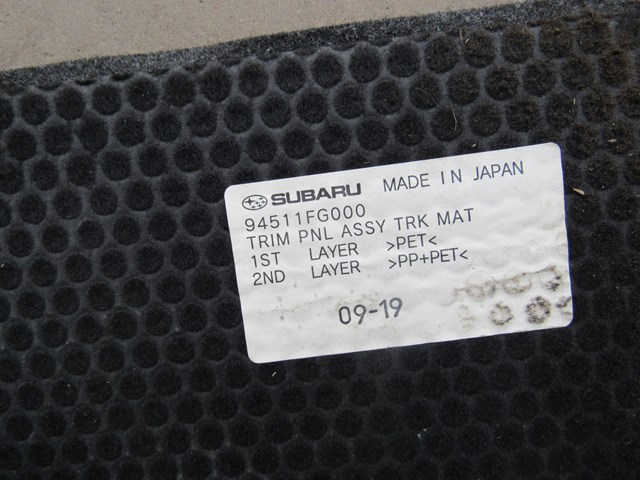 SUBARU MADE IN JAPAN
94511FG000
TRIM PNL ASSY TRK MAT
1ST LAYER >PET<
2ND LAYER >PP+PET<
09-19